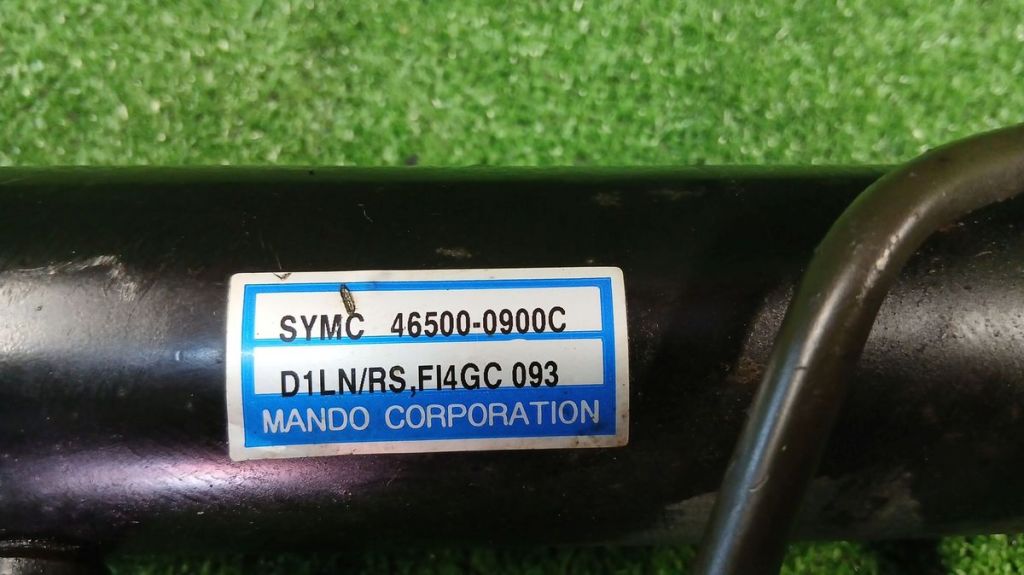 SYMC 46500-0900C
D1LN/RS,FI4GC 093
MANDO CORPORATION